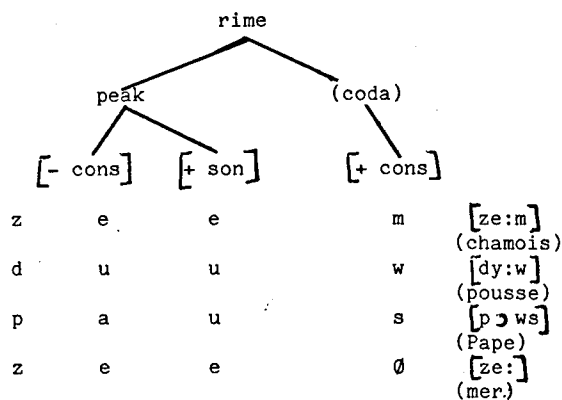 rime
peak (coda)
[- cons] [+ son] [+ cons]
z e e m [ze:m]
(chamois)
d u u w [dy:w]
(pousse)
p a u s [pɔws]
(Pape)
z e e Ø [ze:]
(mer)